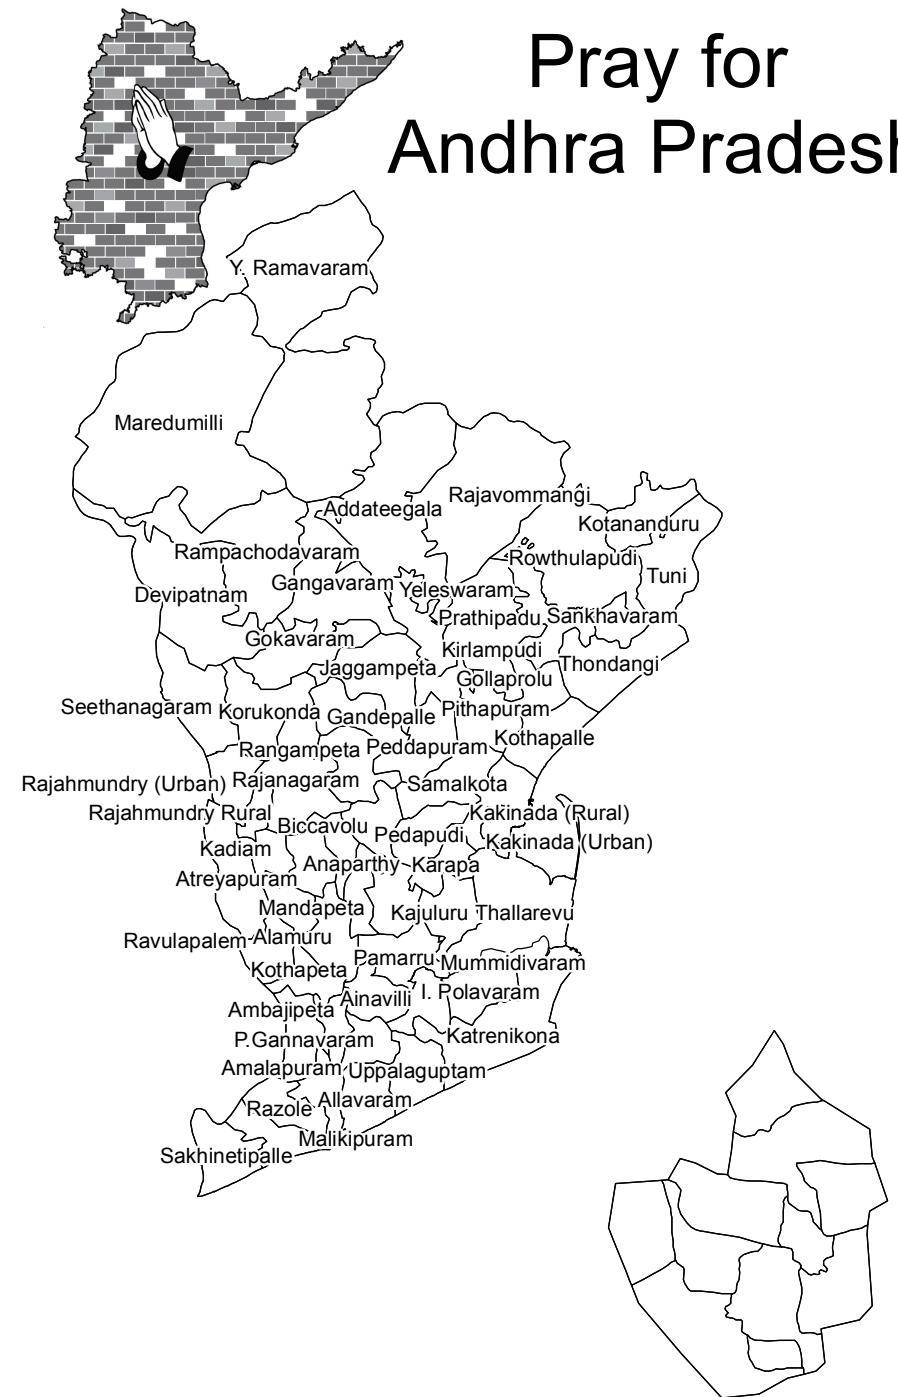 Pray for
Andhra Pradesh
Y. Ramavaram
Maredumilli
Rajavommangi
Addateegala
Kotananduru
Rampachodavaram
Rowthulapudi
Tuni
Gangavaram
Yeleswaram
Devipatnam
Prathipadu
Sankhavaram
Gokavaram
Kirlampudi
Thondangi
Jaggampeta
Gollaprolu
Seethanagaram
Korukonda
Gandepalle
Pithapuram
Kothapalle
Rangampeta
Peddapuram
Rajahmundry (Urban)
Rajanagaram
Samalkota
Rajahmundry Rural
Kakinada (Rural)
Biccavolu
Pedapudi
Kakinada (Urban)
Kadiam
Anaparthy
Karapa
Atreyapuram
Mandapeta
Kajuluru
Thallarevu
Ravulapalem
Alamuru
Pamarru
Mummidivaram
Kothapeta
Ainavilli
I. Polavaram
Ambajipeta
P.Gannavaram
Katrenikona
Amalapuram
Uppalaguptam
Razole
Allavaram
Malikipuram
Sakhinetipalle